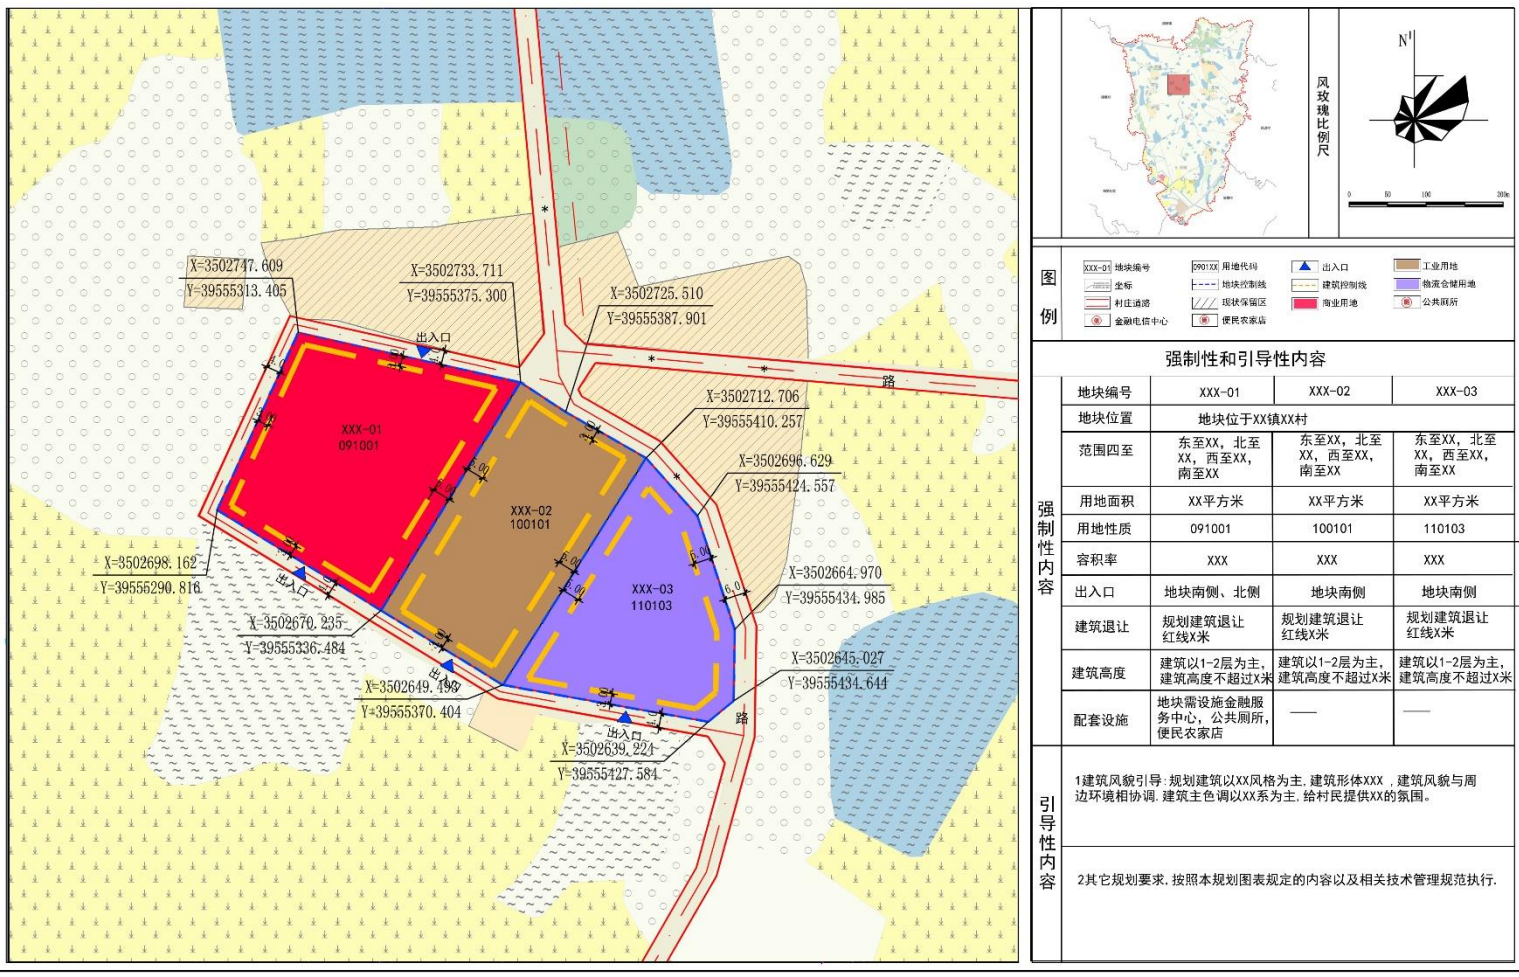 X=3502747.609
Y=39555313.405
X=3502733.711
Y=39555375.300
X=3502725.510
Y=39555387.901
X=3502712.706
Y=39555410.257
X=3502696.629
Y=39555424.557
X=3502664.970
Y=39555434.985
X=3502645.027
Y=39555434.644
X=3502639.224
Y=39555427.584
Y=39555370.404
X=3502670.235
Y=39555336.484
X=3502698.162
Y=39555290.816
出入口
出入口
出入口
出入口
路
路
XXX-01
091001
XXX-02
100101
XXX-03
110103
6.00
6.00
6.00
6.00
6.00
6.0
风玫瑰比例尺
N
0 50 100 200m
图例
XXX-01 地块编号
0901XX 用地代码
出入口
工业用地
坐标
地块控制线
建筑控制线
物流仓储用地
村庄道路
现状保留区
商业用地
公共厕所
金融电信中心
便民农家店
强制性和引导性内容
强制性内容
地块编号 XXX-01 XXX-02 XXX-03
地块位置 地块位于XX镇XX村
范围四至
东至XX, 北至
XX, 西至XX,
南至XX
东至XX, 北至
XX, 西至XX,
南至XX
东至XX, 北至
XX, 西至XX,
南至XX
用地面积 XX平方米 XX平方米 XX平方米
用地性质 091001 100101 110103
容积率 XXX XXX XXX
出入口 地块南侧、北侧 地块南侧 地块南侧
建筑退让
规划建筑退让
红线X米
规划建筑退让
红线X米
规划建筑退让
红线X米
建筑高度
建筑以1-2层为主,
建筑高度不超过X米
建筑以1-2层为主,
建筑高度不超过X米
建筑以1-2层为主,
建筑高度不超过X米
配套设施
地块需设施金融服
务中心, 公共厕所,
便民农家店
——
——
引导性内容
1建筑风貌引导:规划建筑以XX风格为主,建筑形体XXX ,建筑风貌与周
边环境相协调.建筑主色调以XX系为主.给村民提供XX的氛围。
2其它规划要求.按照本规划图表规定的内容以及相关技术管理规范执行.